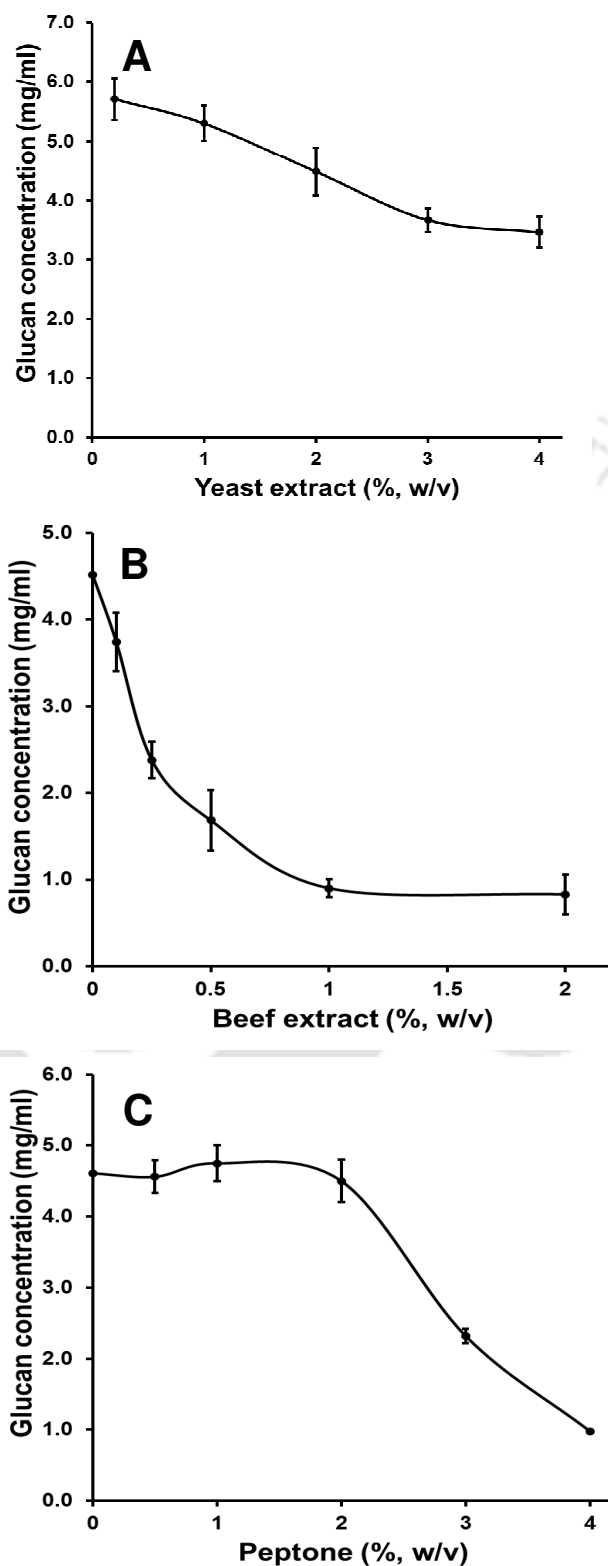 A
Glucan concentration (mg/ml)
7.0
6.0
5.0
4.0
3.0
2.0
1.0
0.0
0 1 2 3 4
Yeast extract (%, w/v)
B
Glucan concentration (mg/ml)
5.0
4.0
3.0
2.0
1.0
0.0
0 0.5 1 1.5 2
Beef extract (%, w/v)
C
Glucan concentration (mg/ml)
6.0
5.0
4.0
3.0
2.0
1.0
0.0
0 1 2 3 4
Peptone (%, w/v)